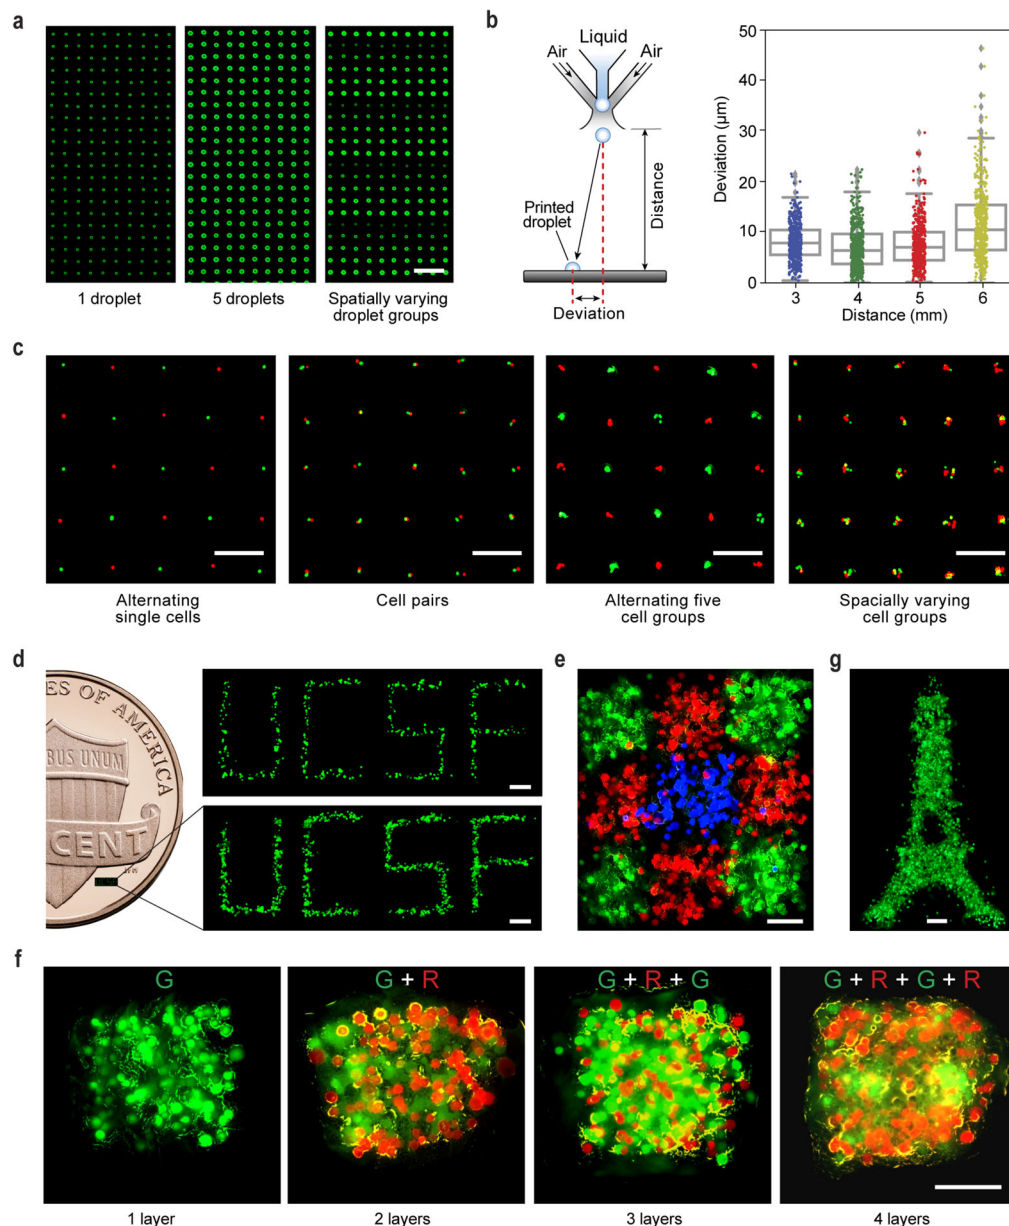 a
1 droplet
5 droplets
Spatially varying
droplet groups
b
Liquid
Air
Air
Distance
Printed
droplet
Deviation
Deviation (µm)
50
40
30
20
10
0
3
4
5
6
Distance (mm)
c
Alternating
single cells
Cell pairs
Alternating five
cell groups
Spacially varying
cell groups
d
ES OF AMERICA
BUS UNUM
CENT
UCSF
UCSF
e
g
f
G
G + R
G + R + G
G + R + G + R
1 layer
2 layers
3 layers
4 layers